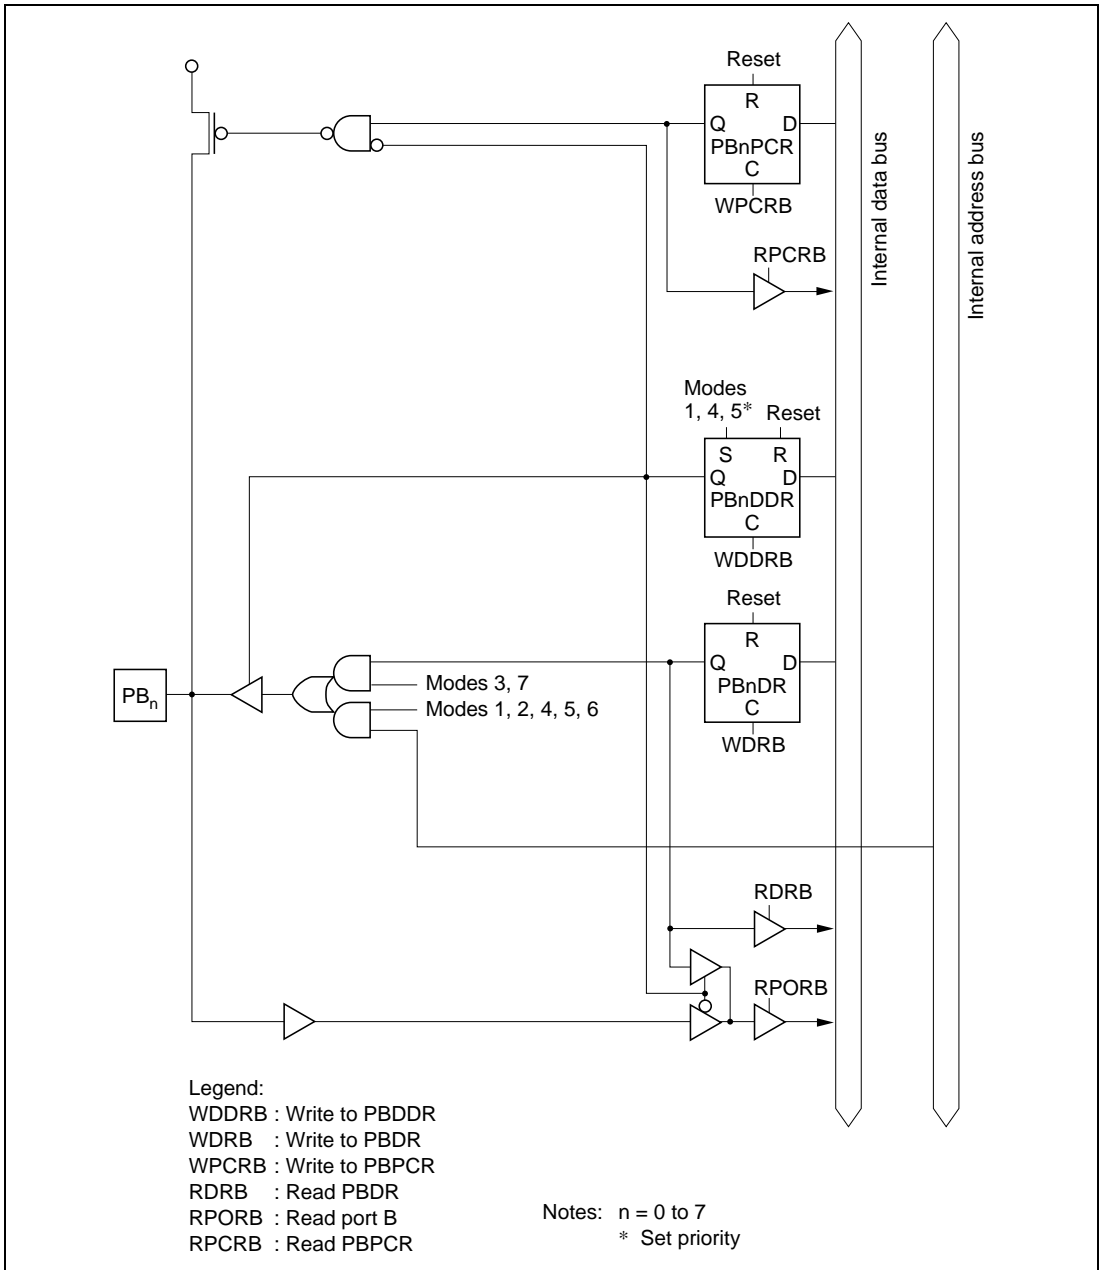 Reset
R
Q D
PBnPCR
C
WPCRB
RPCRB
Internal data bus
Internal address bus
Modes
1, 4, 5* Reset
S R
Q D
PBnDDR
C
WDDRB
Reset
R
Q D
PBnDR
C
WDRB
PBn
Modes 3, 7
Modes 1, 2, 4, 5, 6
RDRB
RPORB
Legend:
WDDRB : Write to PBDDR
WDRB : Write to PBDR
WPCRB : Write to PBPCR
RDRB : Read PBDR
RPORB : Read port B
RPCRB : Read PBPCR
Notes: n = 0 to 7
* Set priority